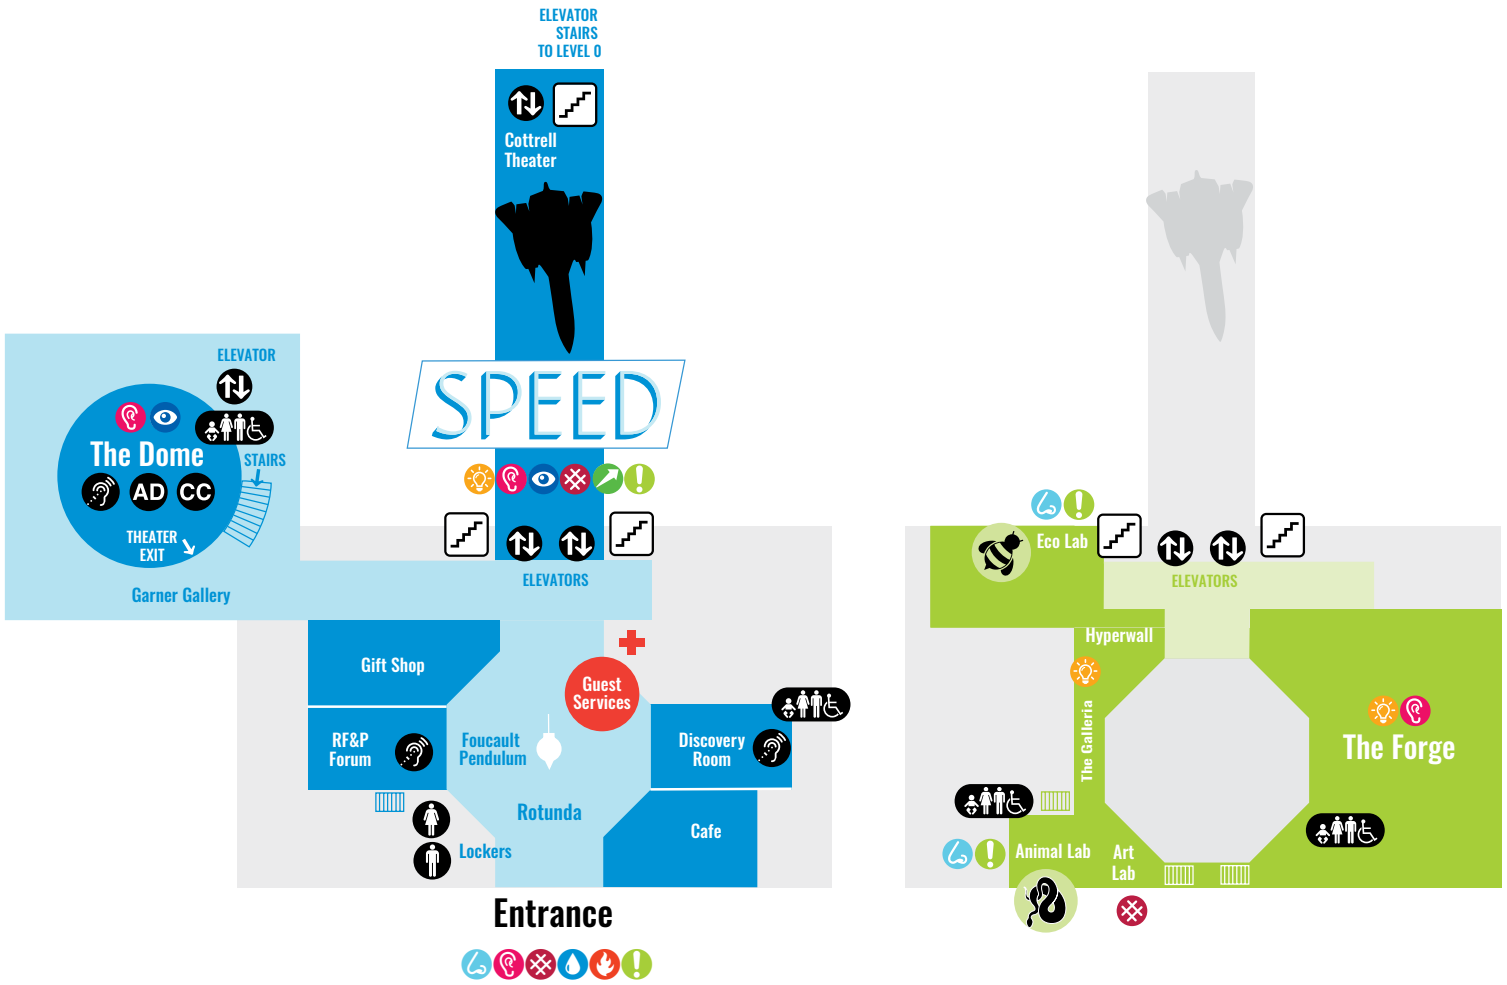 ELEVATOR
STAIRS
TO LEVEL 0
Cottrell
Theater
SPEED
ELEVATOR
The Dome
STAIRS
AD
CC
THEATER
EXIT
Garner Gallery
ELEVATORS
Gift Shop
Guest
Services
RF&P
Forum
Foucault
Pendulum
Discovery
Room
Rotunda
Cafe
Lockers
Entrance
Eco Lab
ELEVATORS
Hyperwall
The Galleria
The Forge
Animal Lab
Art
Lab